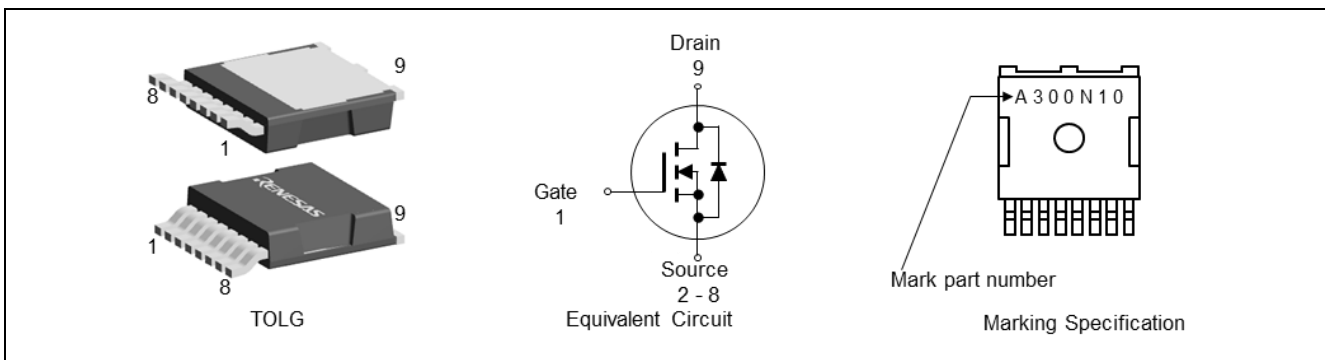 9
8
1
RENESAS
9
1
8
TOLG
Drain
9
Gate
1
Source
2 - 8
Equivalent Circuit
A300N10
Mark part number
Marking Specification